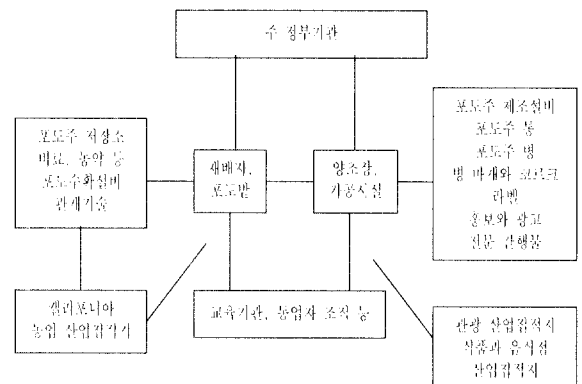 주 정부기관
포도주 저장소
비료, 농약 등
포도수확설비
관개기술
재배자,
포도밭
양조장,
가공시설
포도주 제조설비
포도주 통
포도주 병
병 마개와 코르크
라벨
홍보와 광고
전문 간행물
캘리포니아
농업 산업집적지
교육기관, 동업자 조직 등
관광 산업집적지
식품과 음식점
산업집적지